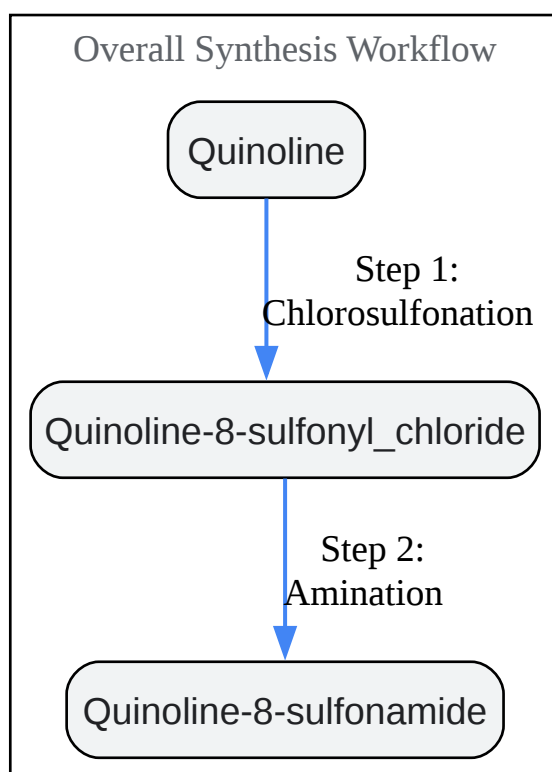 Overall Synthesis Workflow
Quinoline
Step 1:
Chlorosulfonation
Quinoline-8-sulfonyl_chloride
Step 2:
Amination
Quinoline-8-sulfonamide